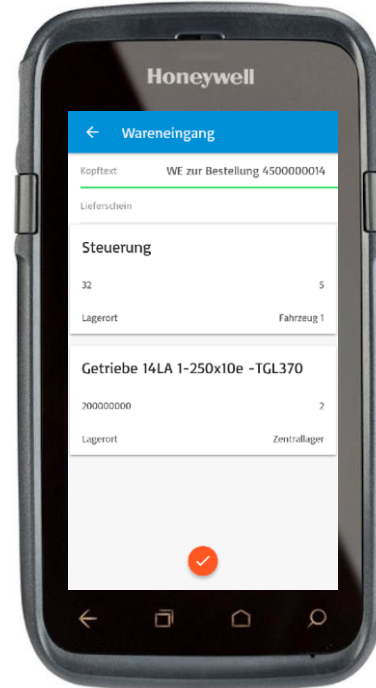 Honeywell
Wareneingang
Kopftext WE zur Bestellung 4500000014
Lieferschein
Steuerung
32 5
Lagerort Fahrzeug 1
Getriebe 14LA 1-250x10e -TGL370
200000000 2
Lagerort Zentrallager